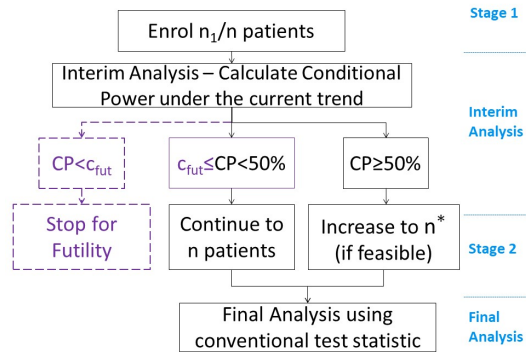 Stage 1
Enrol n₁/n patients
Interim Analysis – Calculate Conditional
Power under the current trend
Interim
Analysis
CP<c_fut
c_fut≤CP<50%
CP≥50%
Stop for
Futility
Continue to
n patients
Increase to n*
(if feasible)
Stage 2
Final Analysis using
conventional test statistic
Final
Analysis